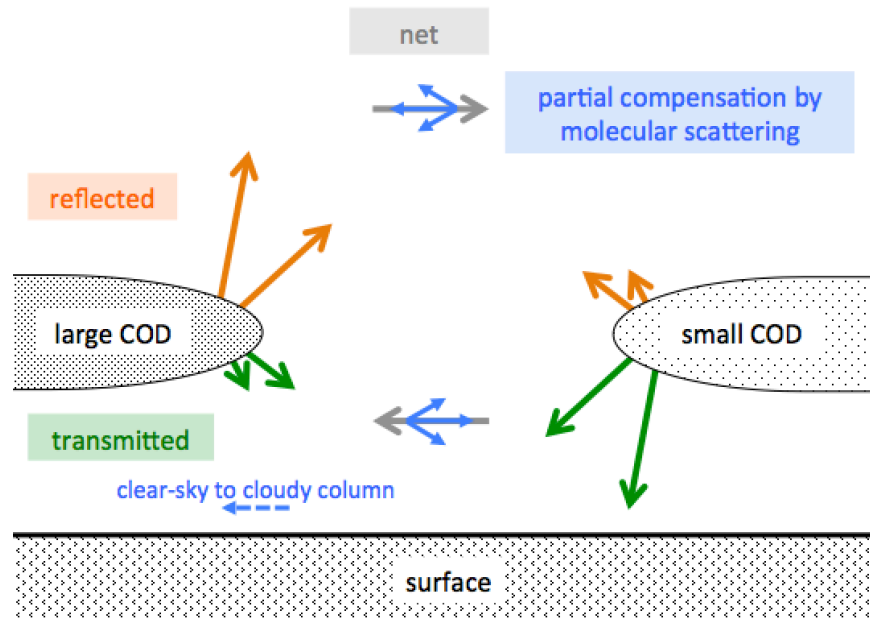 net
partial compensation by
molecular scattering
reflected
large COD
small COD
transmitted
clear-sky to cloudy column
surface